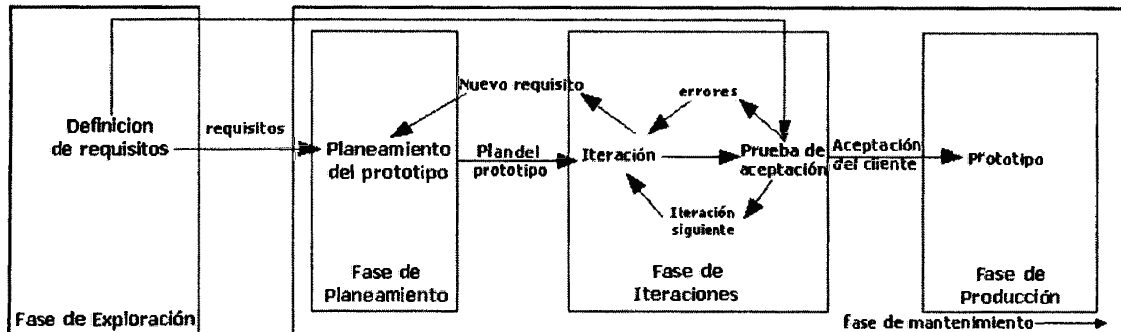 Definicion
de requisitos
requisitos
Fase de Exploración
Nuevo requisito
Planeamiento
del prototipo
Plan del
prototipo
Fase de
Planeamiento
errores
Iteración
Prueba de
aceptación
Iteración
siguiente
Fase de
Iteraciones
Aceptación
del cliente
Prototipo
Fase de
Producción
fase de mantenimiento